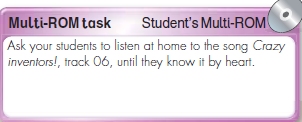 Multi-ROM task Student's Multi-ROM
Ask your students to listen at home to the song Crazy
inventors!, track 06, until they know it by heart.